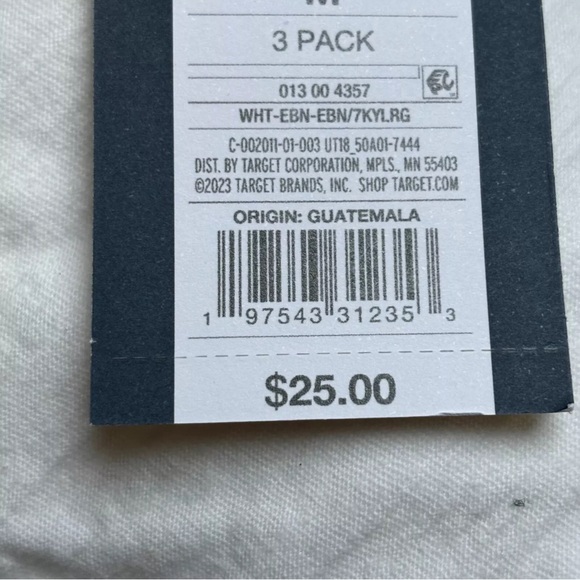 3 PACK
013 00 4357
WHT-EBN-EBN/7KYI.RG
C-002011-01-003 UT18_50A01-7444
DIST. BY TARGET CORPORATION, MPLS., MN 55403
©2023 TARGET BRANDS, INC. SHOP TARGET.COM
ORIGIN: GUATEMALA
1 97543 31235 3
$25.00